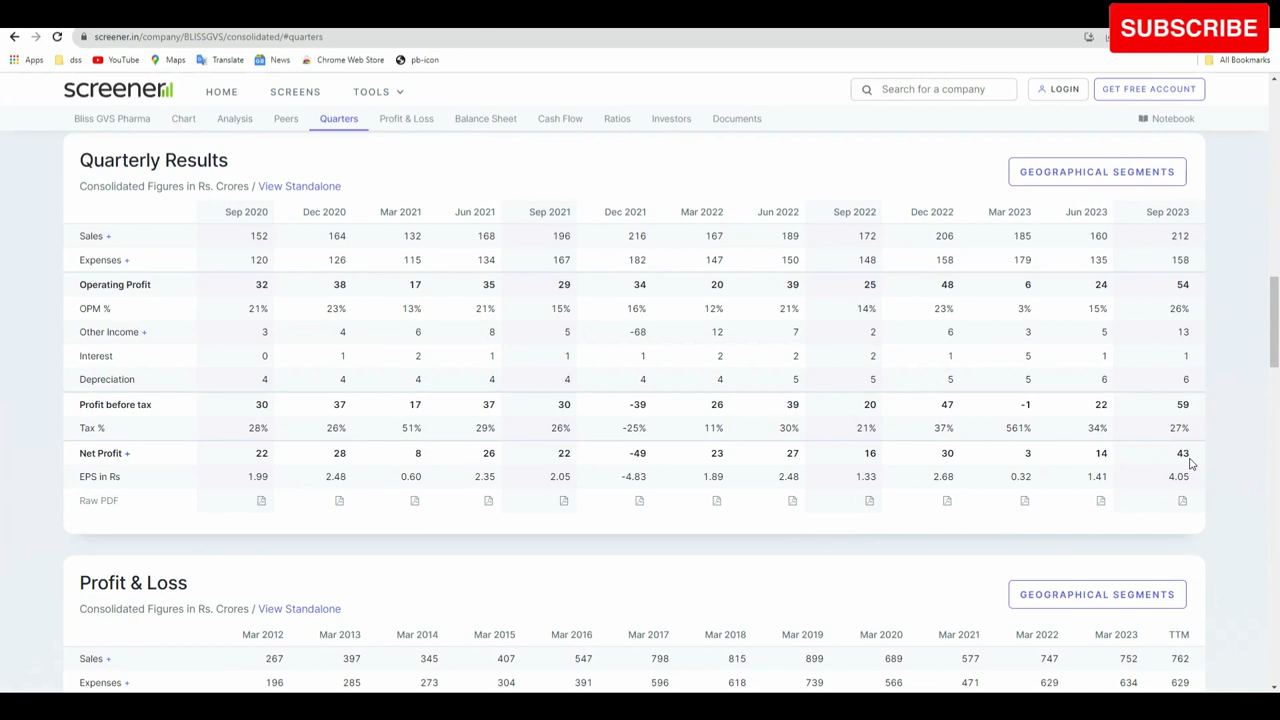 SUBSCRIBE
screener.in/company/BLISSGVS/consolidated/#quarters
Apps dss YouTube Maps Translate News Chrome Web Store pb-icon All Bookmarks
screener HOME SCREENS TOOLS Search for a company LOGIN GET FREE ACCOUNT
Bliss GVS Pharma Chart Analysis Peers Quarters Profit & Loss Balance Sheet Cash Flow Ratios Investors Documents Notebook
Quarterly Results
GEOGRAPHICAL SEGMENTS
Consolidated Figures in Rs. Crores / View Standalone
Sep 2020 Dec 2020 Mar 2021 Jun 2021 Sep 2021 Dec 2021 Mar 2022 Jun 2022 Sep 2022 Dec 2022 Mar 2023 Jun 2023 Sep 2023
Sales + 152 164 132 168 196 216 167 189 172 206 185 160 212
Expenses + 120 126 115 134 167 182 147 150 148 158 179 135 158
Operating Profit 32 38 17 35 29 34 20 39 25 48 6 24 54
OPM % 21% 23% 13% 21% 15% 16% 12% 21% 14% 23% 3% 15% 26%
Other Income + 3 4 6 8 5 -68 12 7 2 6 3 5 13
Interest 0 1 2 1 1 1 2 2 2 1 5 1 1
Depreciation 4 4 4 4 4 4 4 5 5 5 5 6 6
Profit before tax 30 37 17 37 30 -39 26 39 20 47 -1 22 59
Tax % 28% 26% 51% 29% 26% -25% 11% 30% 21% 37% 561% 34% 27%
Net Profit + 22 28 8 26 22 -49 23 27 16 30 3 14 43
EPS in Rs 1.99 2.48 0.60 2.35 2.05 -4.83 1.89 2.48 1.33 2.68 0.32 1.41 4.05
Raw PDF
Profit & Loss
GEOGRAPHICAL SEGMENTS
Consolidated Figures in Rs. Crores / View Standalone
Mar 2012 Mar 2013 Mar 2014 Mar 2015 Mar 2016 Mar 2017 Mar 2018 Mar 2019 Mar 2020 Mar 2021 Mar 2022 Mar 2023 TTM
Sales + 267 397 345 407 547 798 815 899 689 577 747 752 762
Expenses + 196 285 273 304 391 596 618 739 566 471 629 634 629